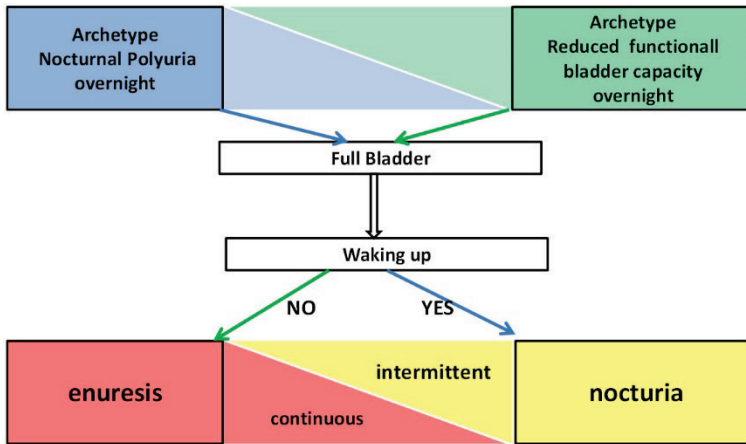 Archetype
Nocturnal Polyuria
overnight
Archetype
Reduced functionall
bladder capacity
overnight
Full Bladder
Waking up
NO
YES
enuresis
intermittent
continuous
nocturia